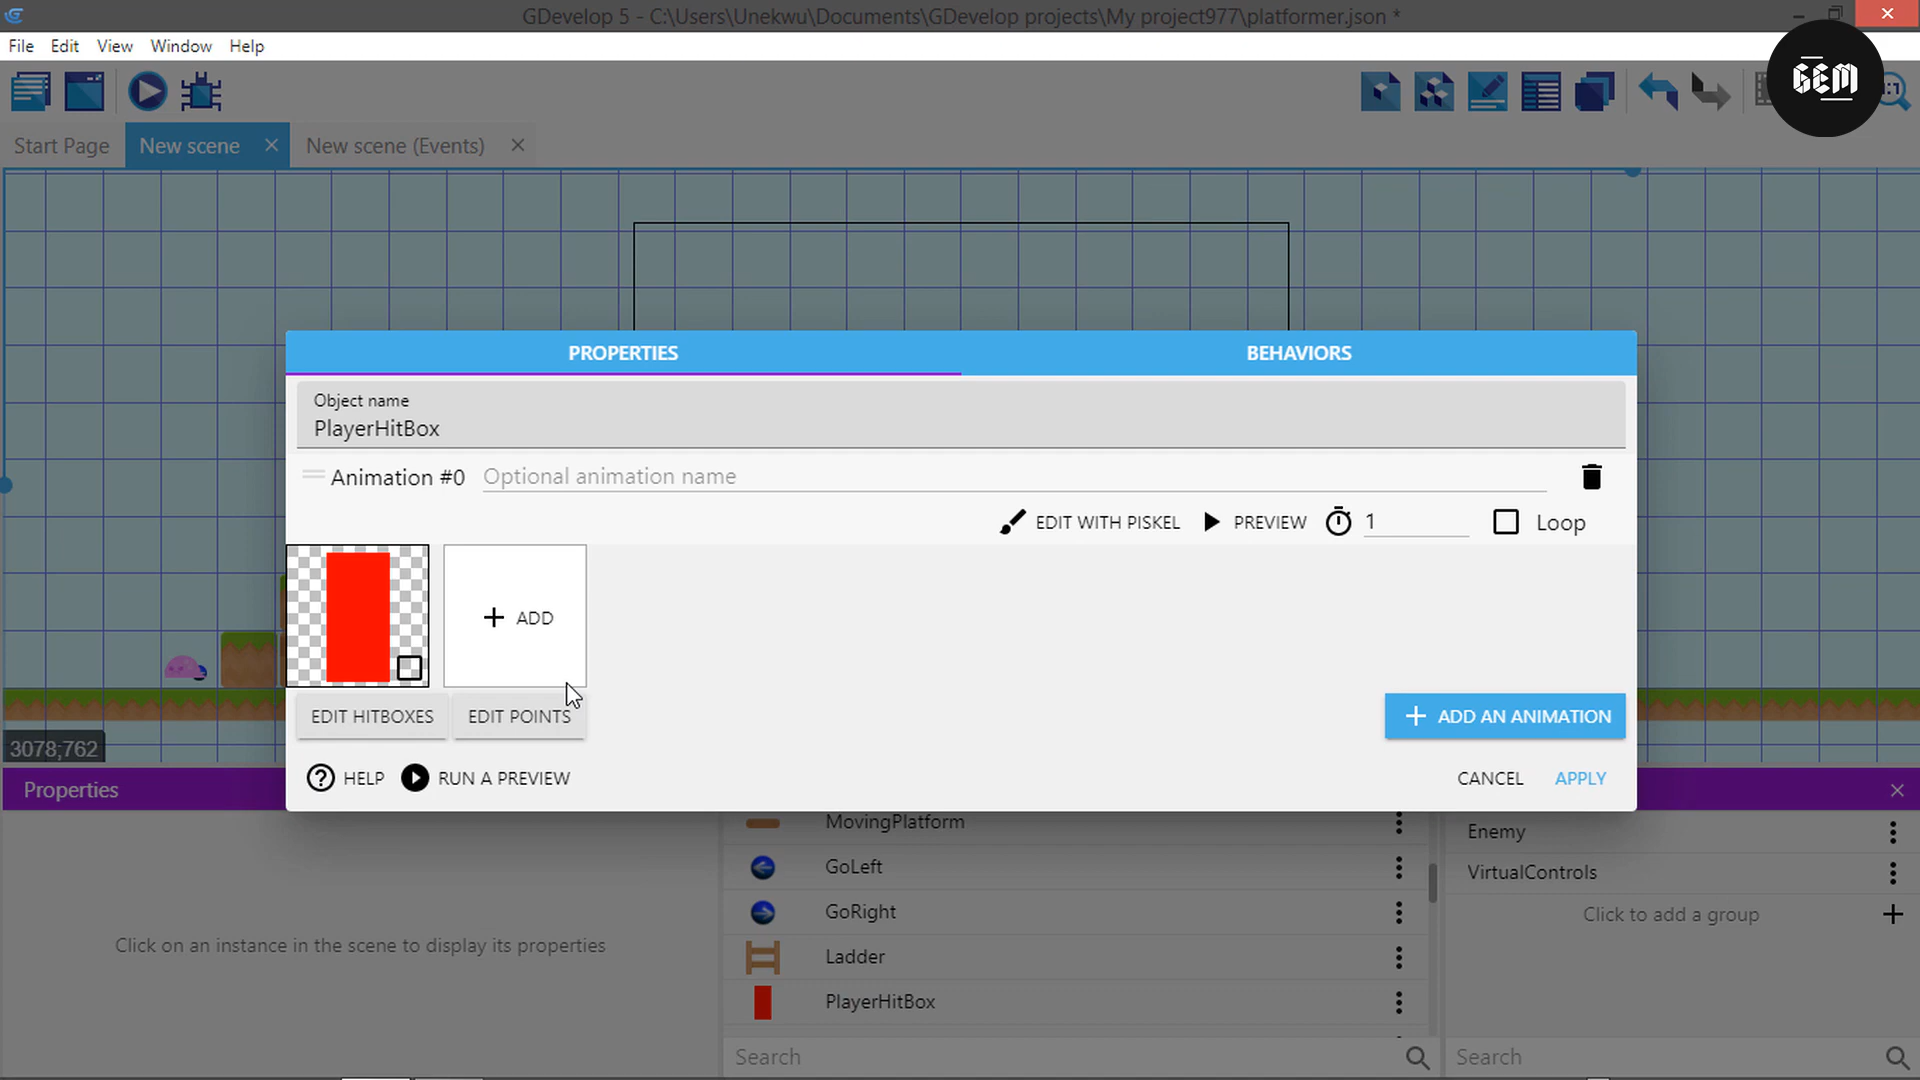 GDevelop 5 - C:\Users\Unekwu\Documents\GDevelop projects\My project977\platformer.json *
File Edit View Window Help
GEM
1:1
Start Page New scene New scene (Events)
PROPERTIES BEHAVIORS
Object name
PlayerHitBox
Animation #0 Optional animation name
EDIT WITH PISKEL PREVIEW 1 Loop
+ ADD
EDIT HITBOXES EDIT POINTS + ADD AN ANIMATION
3078;762
? HELP RUN A PREVIEW CANCEL APPLY
Properties
MovingPlatform
GoLeft
GoRight
Ladder
PlayerHitBox
Search
Click on an instance in the scene to display its properties
Enemy
VirtualControls
Click to add a group
Search